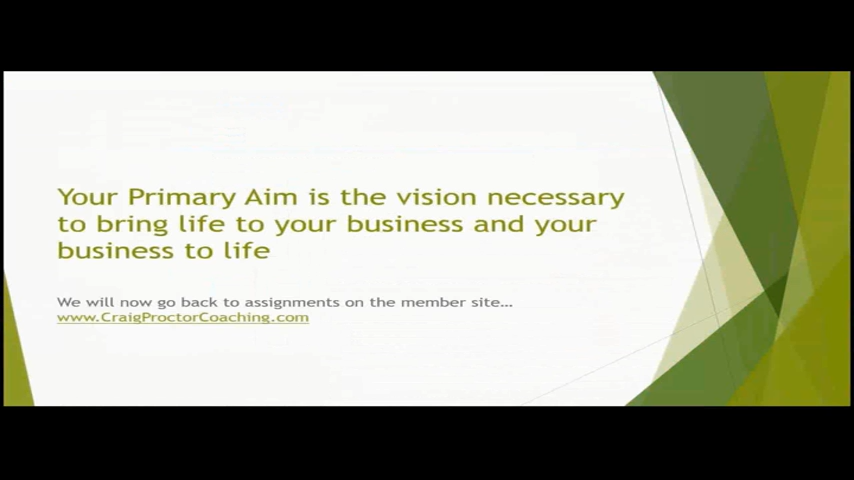 Your Primary Aim is the vision necessary
to bring life to your business and your
business to life
We will now go back to assignments on the member site...
www.CraigProctorCoaching.com